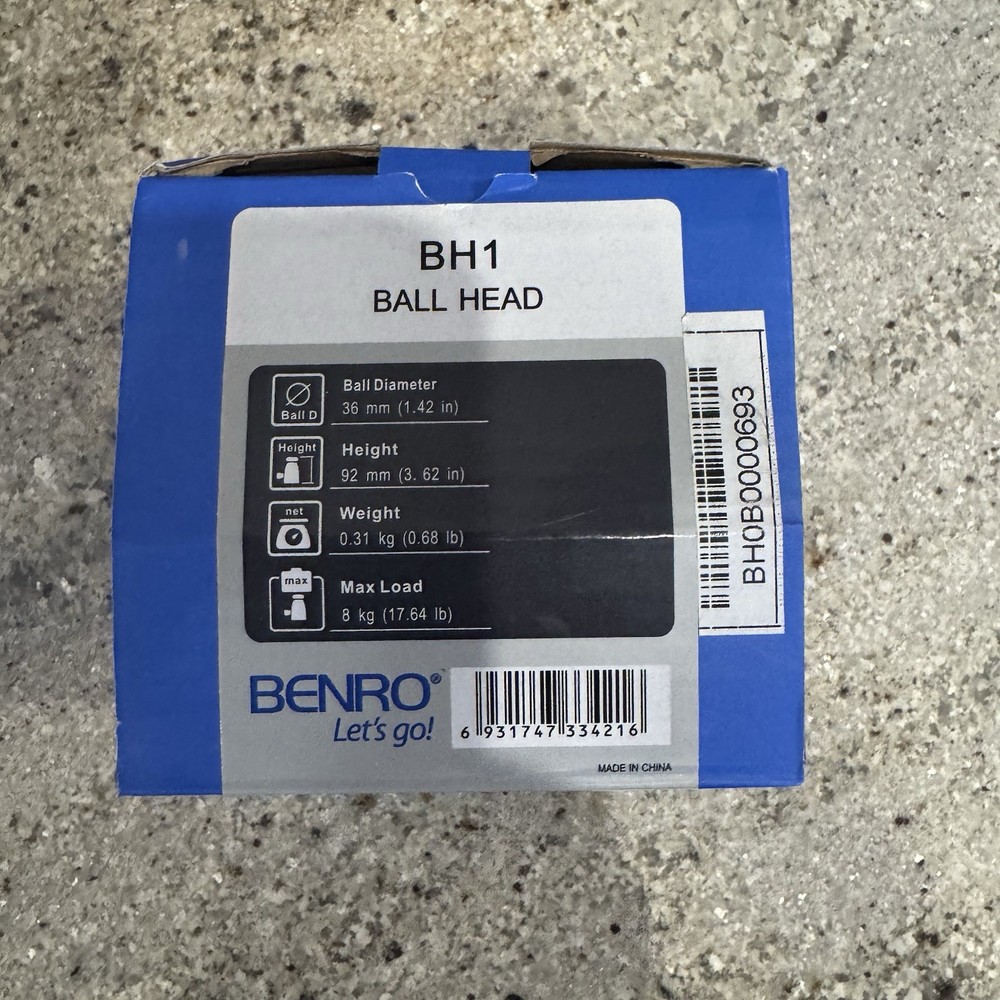 BH1
BALL HEAD
Ball D
Ball Diameter
36 mm (1.42 in)
Height
Height
92 mm (3. 62 in)
net
Weight
0.31 kg (0.68 lb)
max
Max Load
8 kg (17.64 lb)
BENRO®
Let's go!
6 931747 334216
MADE IN CHINA
BH0B0000693